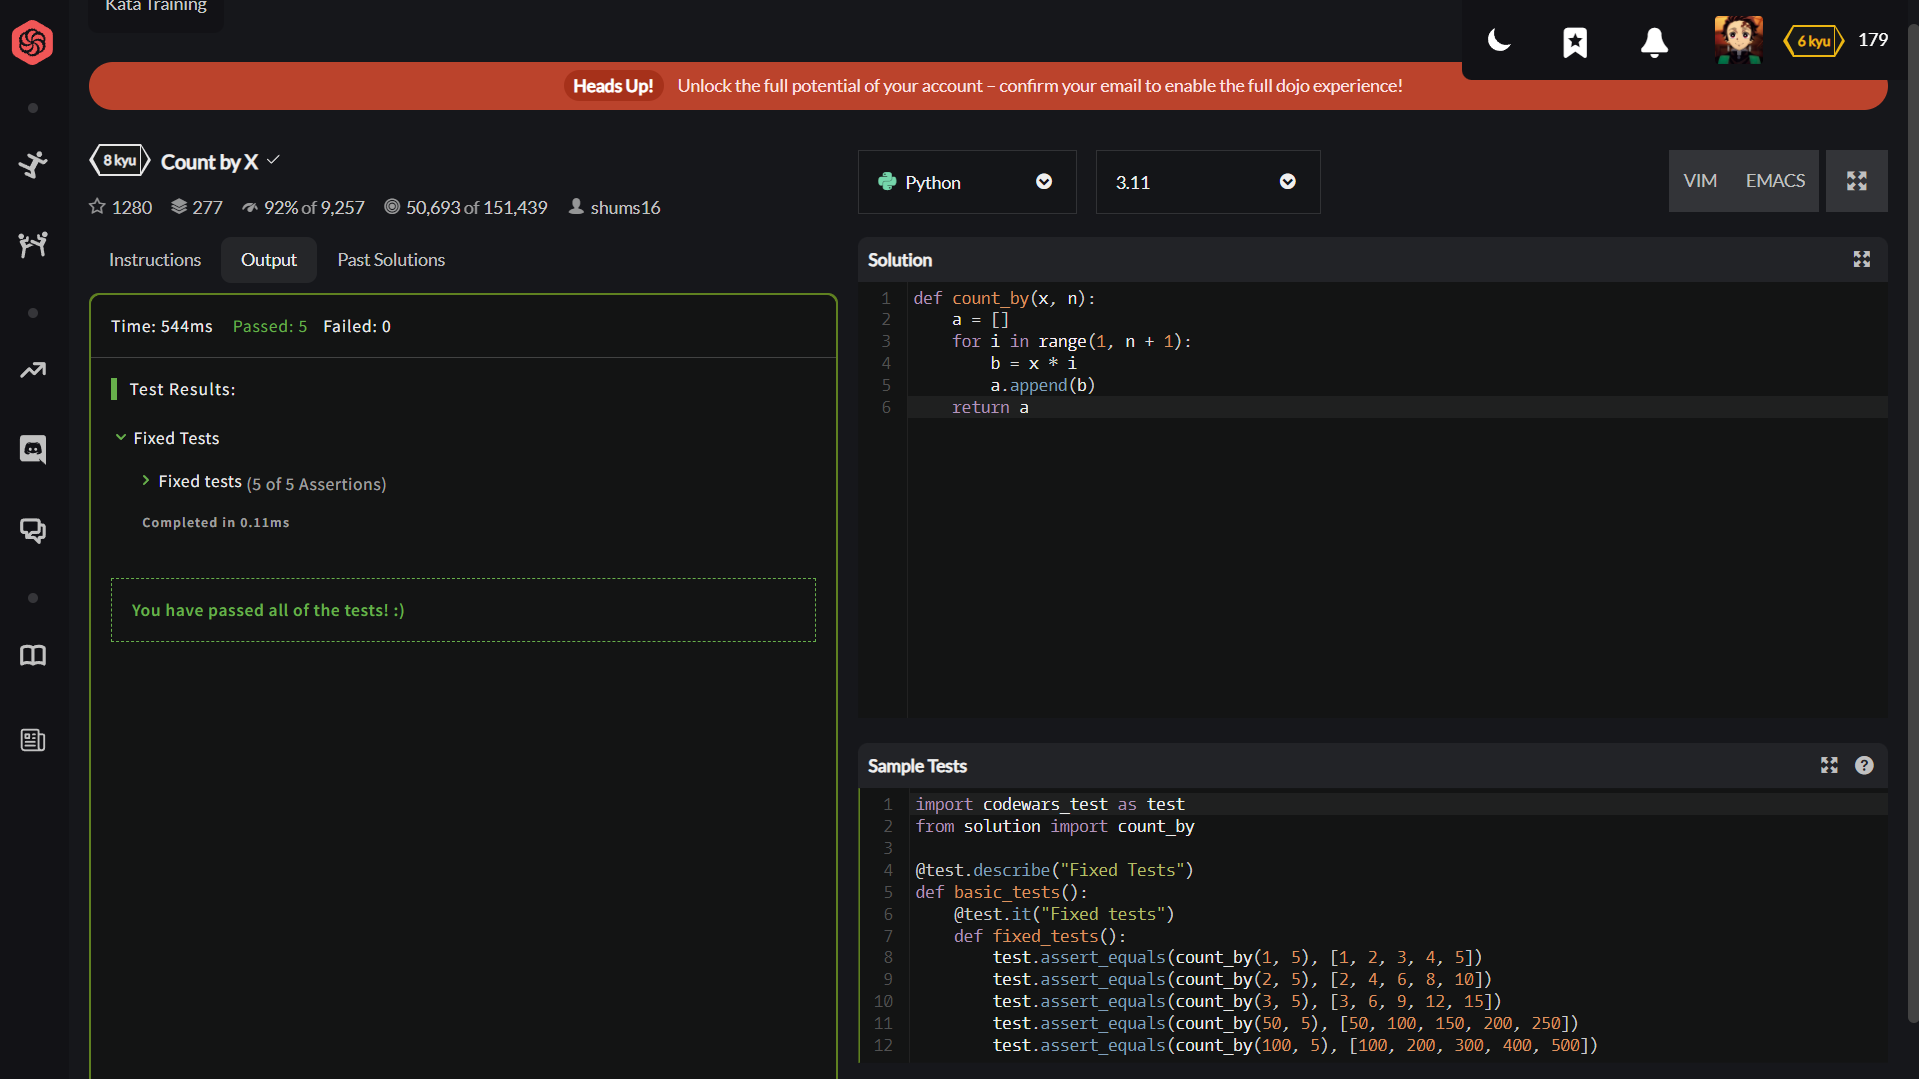 Kata Training
6 kyu 179
Heads Up! Unlock the full potential of your account – confirm your email to enable the full dojo experience!
8 kyu Count by X
1280 277 92% of 9,257 50,693 of 151,439 shums16
Instructions Output Past Solutions
Time: 544ms Passed: 5 Failed: 0
Test Results:
Fixed Tests
Fixed tests (5 of 5 Assertions)
Completed in 0.11ms
You have passed all of the tests! :)
Python 3.11 VIM EMACS
Solution
1 def count_by(x, n):
2     a = []
3     for i in range(1, n + 1):
4         b = x * i
5         a.append(b)
6     return a
Sample Tests
1 import codewars_test as test
2 from solution import count_by
3
4 @test.describe("Fixed Tests")
5 def basic_tests():
6     @test.it("Fixed tests")
7     def fixed_tests():
8         test.assert_equals(count_by(1, 5), [1, 2, 3, 4, 5])
9         test.assert_equals(count_by(2, 5), [2, 4, 6, 8, 10])
10         test.assert_equals(count_by(3, 5), [3, 6, 9, 12, 15])
11         test.assert_equals(count_by(50, 5), [50, 100, 150, 200, 250])
12         test.assert_equals(count_by(100, 5), [100, 200, 300, 400, 500])